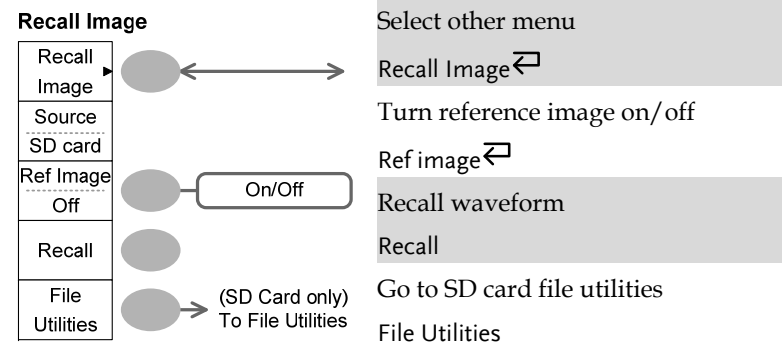 Recall Image
Recall
Image
Source
SD card
Ref Image
Off
On/Off
Recall
File
Utilities
(SD Card only)
To File Utilities
Select other menu
Recall Image
Turn reference image on/off
Ref image
Recall waveform
Recall
Go to SD card file utilities
File Utilities